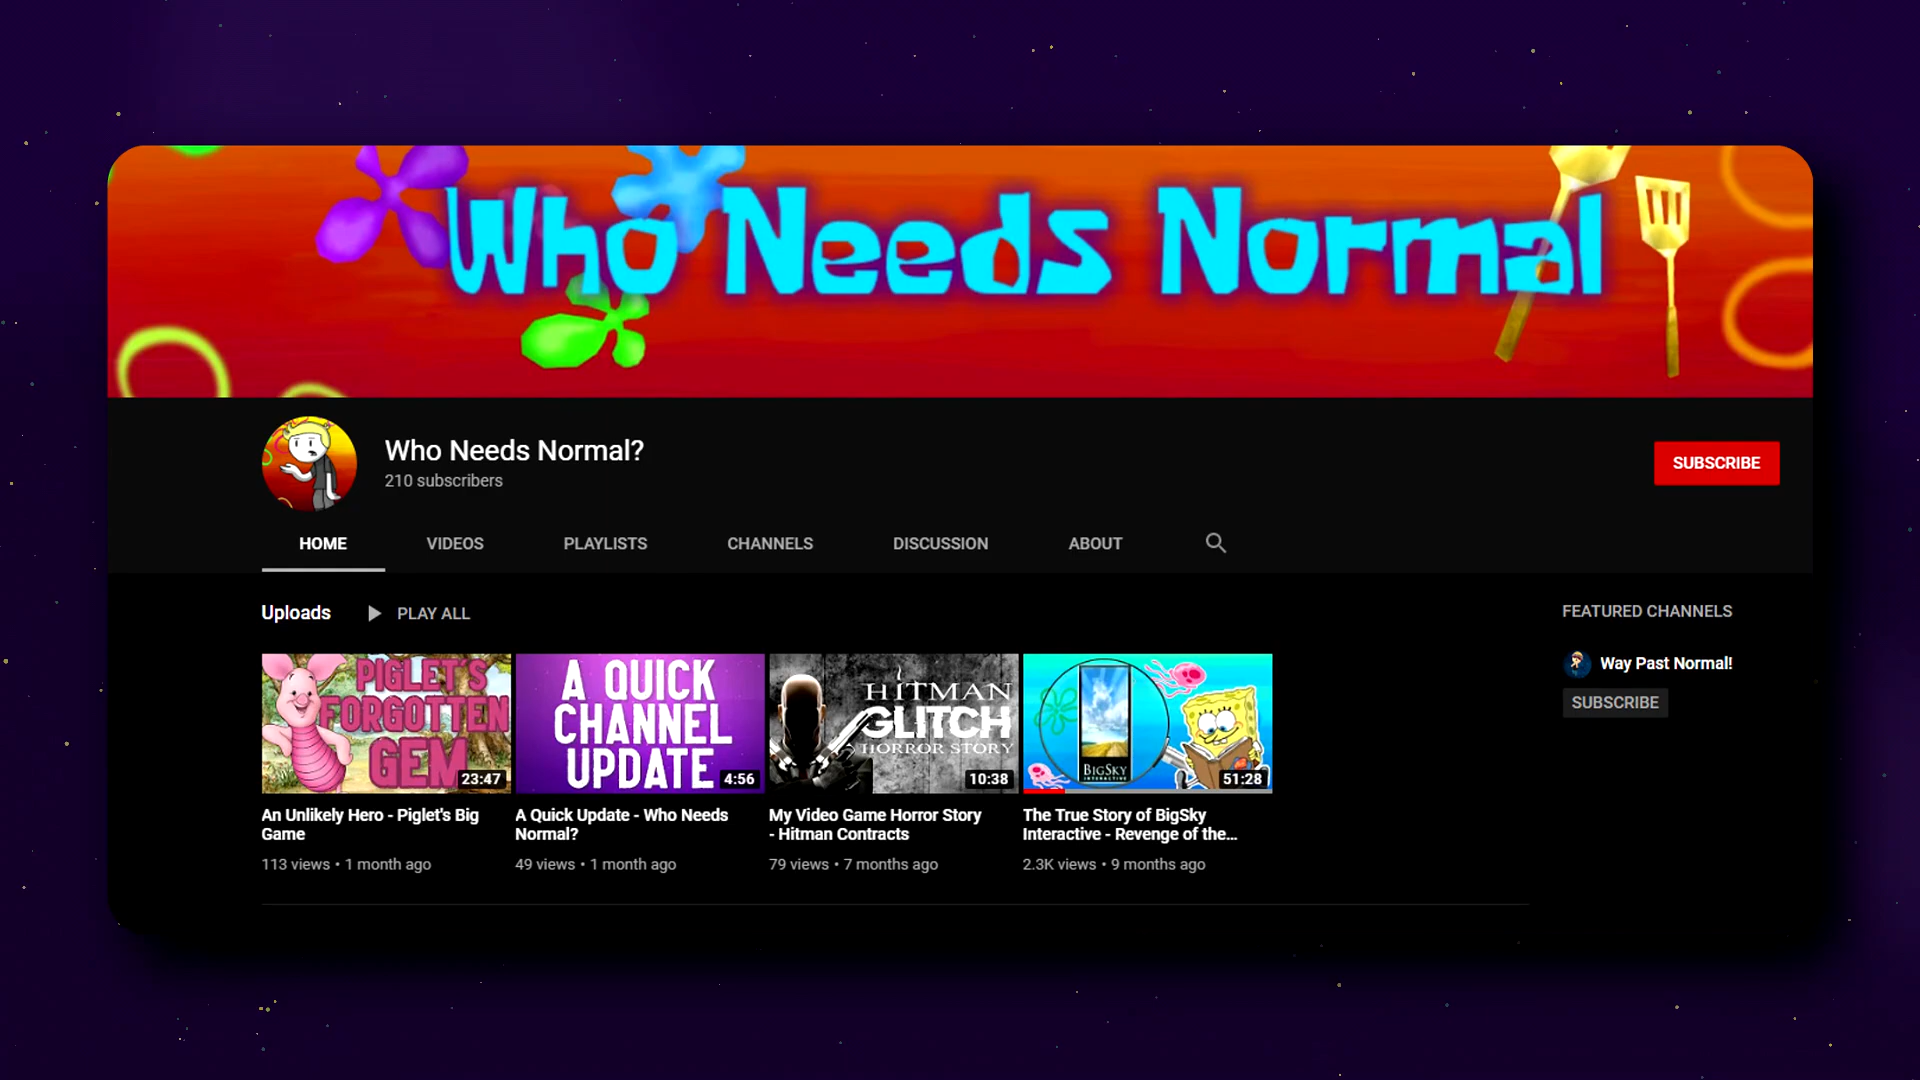 Who Needs Normal
Who Needs Normal?
210 subscribers
SUBSCRIBE
HOME
VIDEOS
PLAYLISTS
CHANNELS
DISCUSSION
ABOUT
Uploads
PLAY ALL
FEATURED CHANNELS
Way Past Normal!
SUBSCRIBE
PIGLET'S
FORGOTTEN
GEM
23:47
An Unlikely Hero - Piglet's Big
Game
113 views • 1 month ago
A QUICK
CHANNEL
UPDATE
4:56
A Quick Update - Who Needs
Normal?
49 views • 1 month ago
HITMAN
GLITCH
HORROR STORY
10:38
My Video Game Horror Story
- Hitman Contracts
79 views • 7 months ago
BIGSKY
INTERACTIVE
51:28
The True Story of BigSky
Interactive - Revenge of the...
2.3K views • 9 months ago